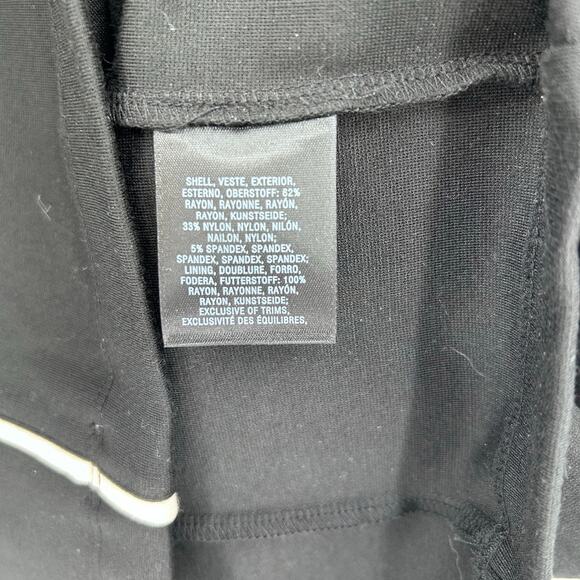 SHELL, VESTE, EXTERIOR,
ESTERNO, OBERSTOFF: 62%
RAYON, RAYONNE, RAYÓN,
RAYON, KUNSTSEIDE;
33% NYLON, NYLON, NILÓN,
NAILON, NYLON;
5% SPANDEX, SPANDEX,
SPANDEX, SPANDEX, SPANDEX;
LINING, DOUBLURE, FORRO,
FODERA, FUTTERSTOFF: 100%
RAYON, RAYONNE, RAYÓN,
RAYON, KUNSTSEIDE;
EXCLUSIVE OF TRIMS,
EXCLUSIVITÉ DES ÉQUILIBRES,